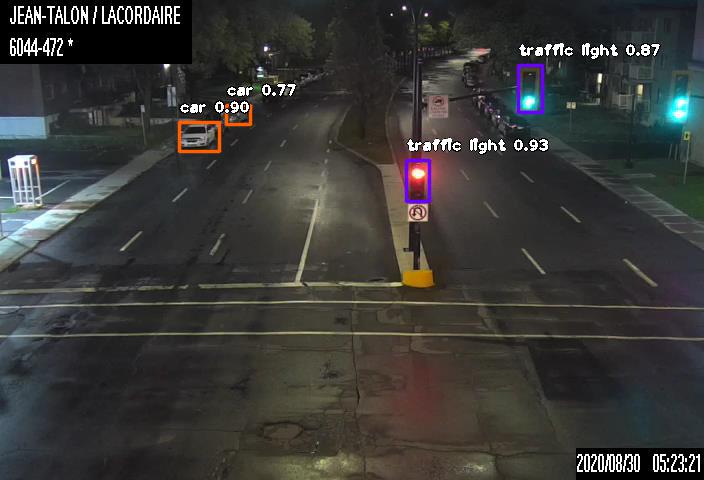 JEAN-TALON / LACORDAIRE
6044-472 *
traffic light 0.87
car 0.77
car 0.90
traffic light 0.93
2020/08/30 05:23:21